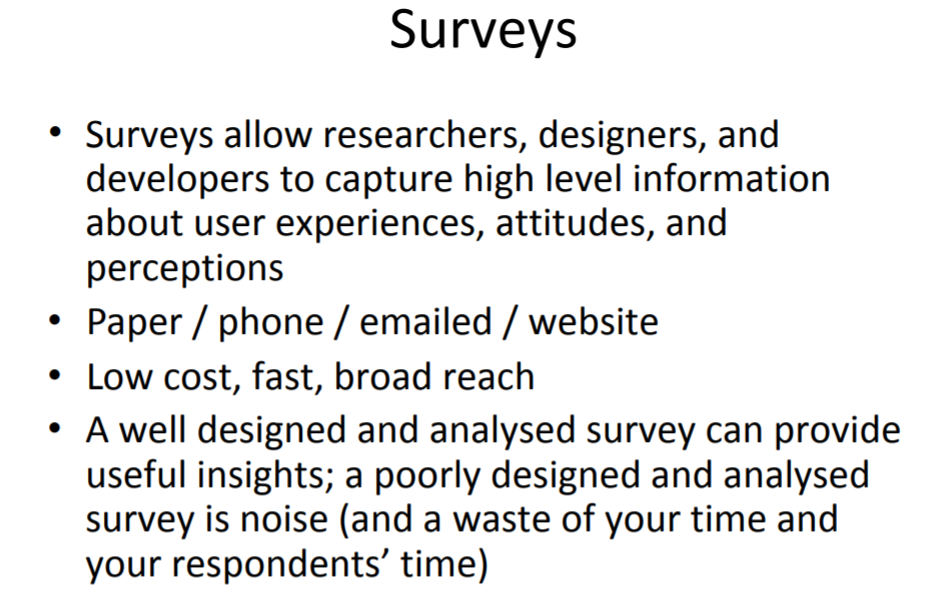 Surveys
• Surveys allow researchers, designers, and
developers to capture high level information
about user experiences, attitudes, and
perceptions
• Paper / phone / emailed / website
• Low cost, fast, broad reach
• A well designed and analysed survey can provide
useful insights; a poorly designed and analysed
survey is noise (and a waste of your time and
your respondents’ time)